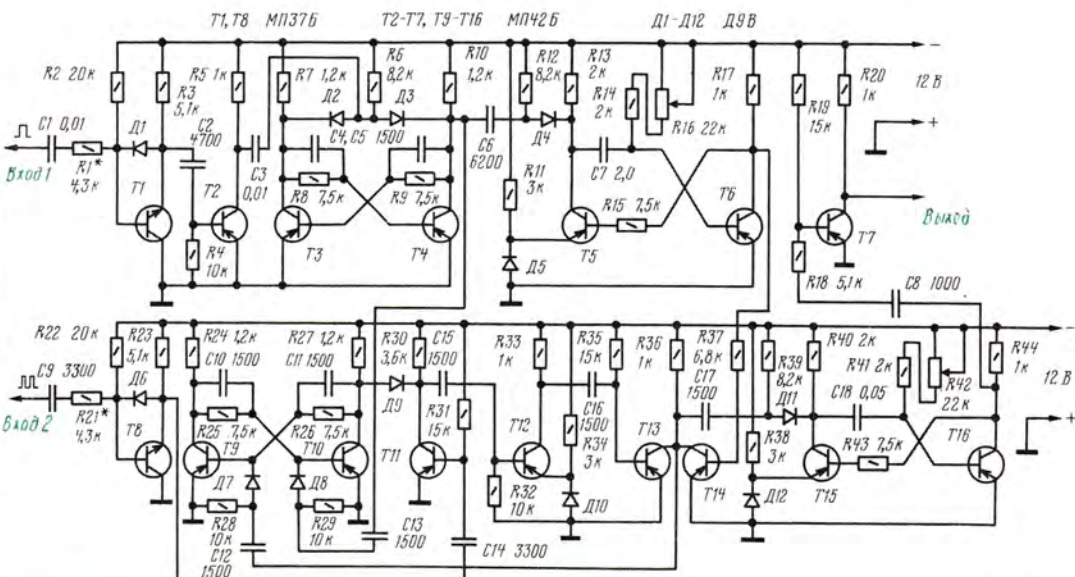 T1, T8 МП37Б T2-T7, T9-T16 МП42Б Д1-Д12 Д9В
R2 20к
R3 5,1к
R5 1к
R7 1,2к
R6 8,2к
R10 1,2к
R12 8,2к
R13 2к
R14 2к
R16 22к
R17 1к
R19 15к
R20 1к
12 В
-
+
C1 0,01
Вход 1
R1* 4,3к
Д1
C2 4700
T1
T2
R4 10к
C3 0,01
Д2
Д3
C4, C5 1500
R8 7,5к
R9 7,5к
T3
T4
C6 6200
Д4
R11 3к
C7 2,0
R15 7,5к
T5
Д5
T6
T7
Выход
R18 5,1к
C8 1000
R22 20к
R23 5,1к
R24 1,2к
C10 1500
R27 1,2к
C11 1500
R30 3,6к
C15 1500
R33 1к
R35 15к
R36 1к
R37 6,8к
C17 1500
R39 8,2к
Д11
R40 2к
R41 2к
C18 0,05
R42 22к
R44 1к
-
12 В
+
C9 3300
Вход 2
R21* 4,3к
Д6
T8
R25 7,5к
R26 7,5к
T9
T10
Д9
R31 15к
T11
T12
C16 1500
R34 3к
T13
R38 3к
R43 7,5к
T16
Д7
Д8
R28 10к
R29 10к
C12 1500
C13 1500
R32 10к
Д10
T14
Д12
T15
C14 3300